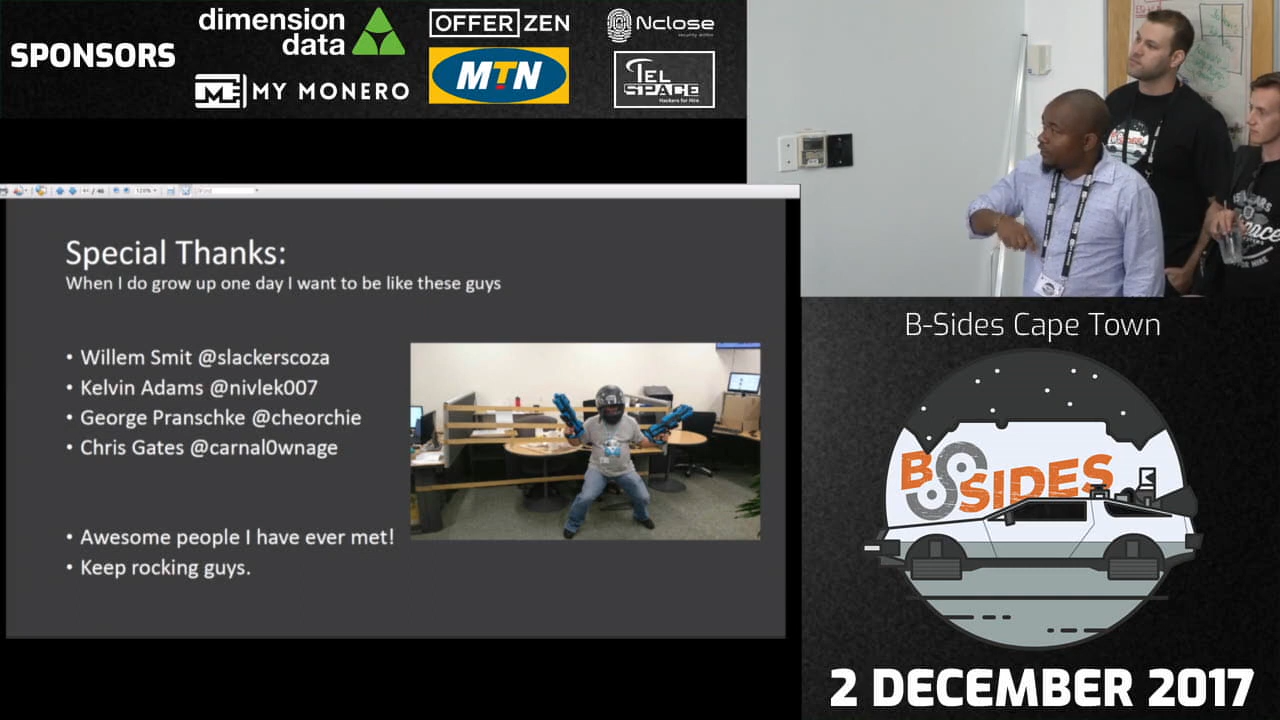 SPONSORS
dimension
data
OFFERZEN
Nclose
MY MONERO
MTN
TEL
SPACE
Hackers for Hire
B-Sides Cape Town
Special Thanks:
When I do grow up one day I want to be like these guys
• Willem Smit @slackerscoza
• Kelvin Adams @nivlek007
• George Pranschke @cheorchie
• Chris Gates @carnal0wnage
• Awesome people I have ever met!
• Keep rocking guys.
BSIDES
2 DECEMBER 2017